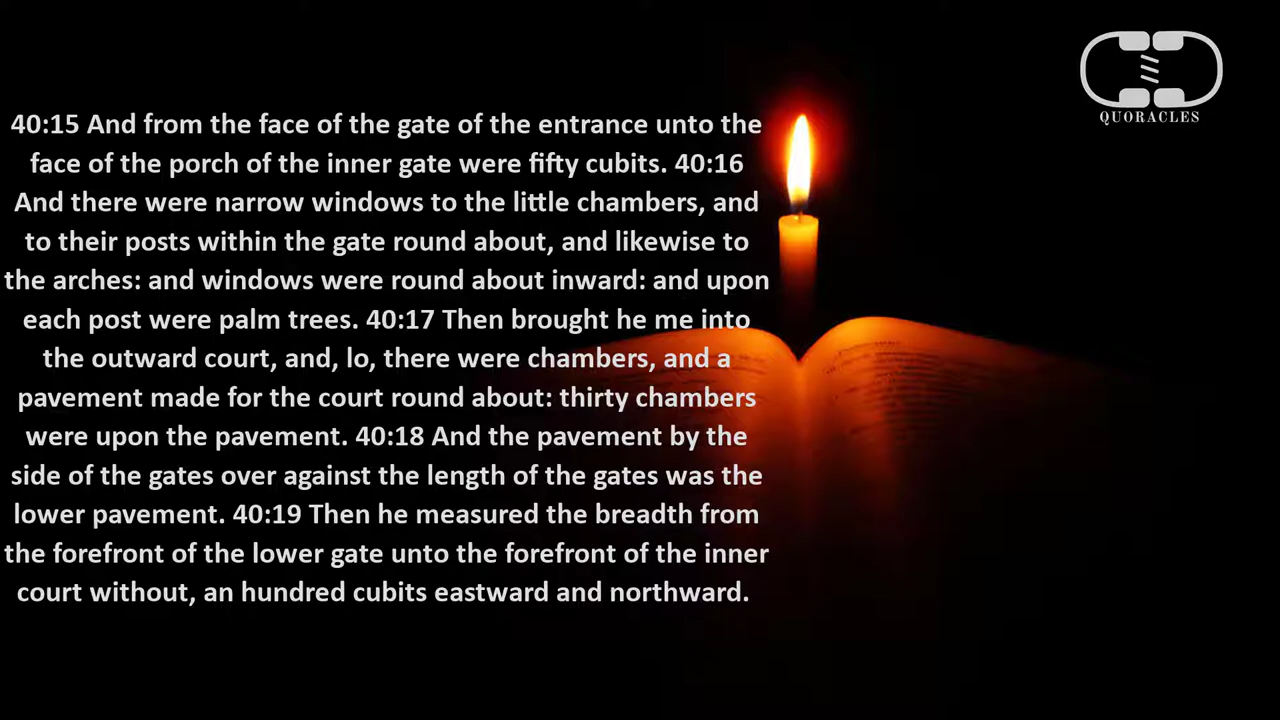 QUORACLES
40:15 And from the face of the gate of the entrance unto the
face of the porch of the inner gate were fifty cubits. 40:16
And there were narrow windows to the little chambers, and
to their posts within the gate round about, and likewise to
the arches: and windows were round about inward: and upon
each post were palm trees. 40:17 Then brought he me into
the outward court, and, lo, there were chambers, and a
pavement made for the court round about: thirty chambers
were upon the pavement. 40:18 And the pavement by the
side of the gates over against the length of the gates was the
lower pavement. 40:19 Then he measured the breadth from
the forefront of the lower gate unto the forefront of the inner
court without, an hundred cubits eastward and northward.